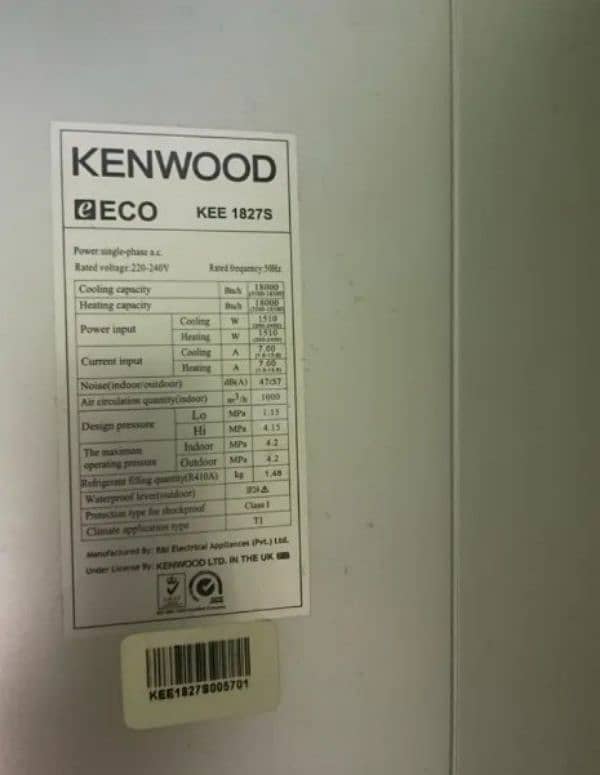 KENWOOD
e ECO KEE 1827S
Power:single-phase a.c.
Rated voltage:220-240V Rated frequency:50Hz
Cooling capacity Btu/h 18000
Heating capacity Btu/h 18000
Power input Cooling W 1510
Heating W 1510
Current input Cooling A 7.60
Heating A 7.60
Noise(indoor/outdoor) dB(A) 47/57
Air circulation quantity(indoor) m³/h 1000
Design pressure Lo MPa 1.15
Hi MPa 4.15
The maximum operating pressure Indoor MPa 4.2
Outdoor MPa 4.2
Refrigerant filling quantity(R410A) kg 1.48
Waterproof lever(outdoor) IP24
Protection type for shockproof Class I
Climate application type T1
Manufactured By: R&I Electrical Appliances (Pvt.) Ltd.
Under License By: KENWOOD LTD. IN THE UK
KEE1827S005701